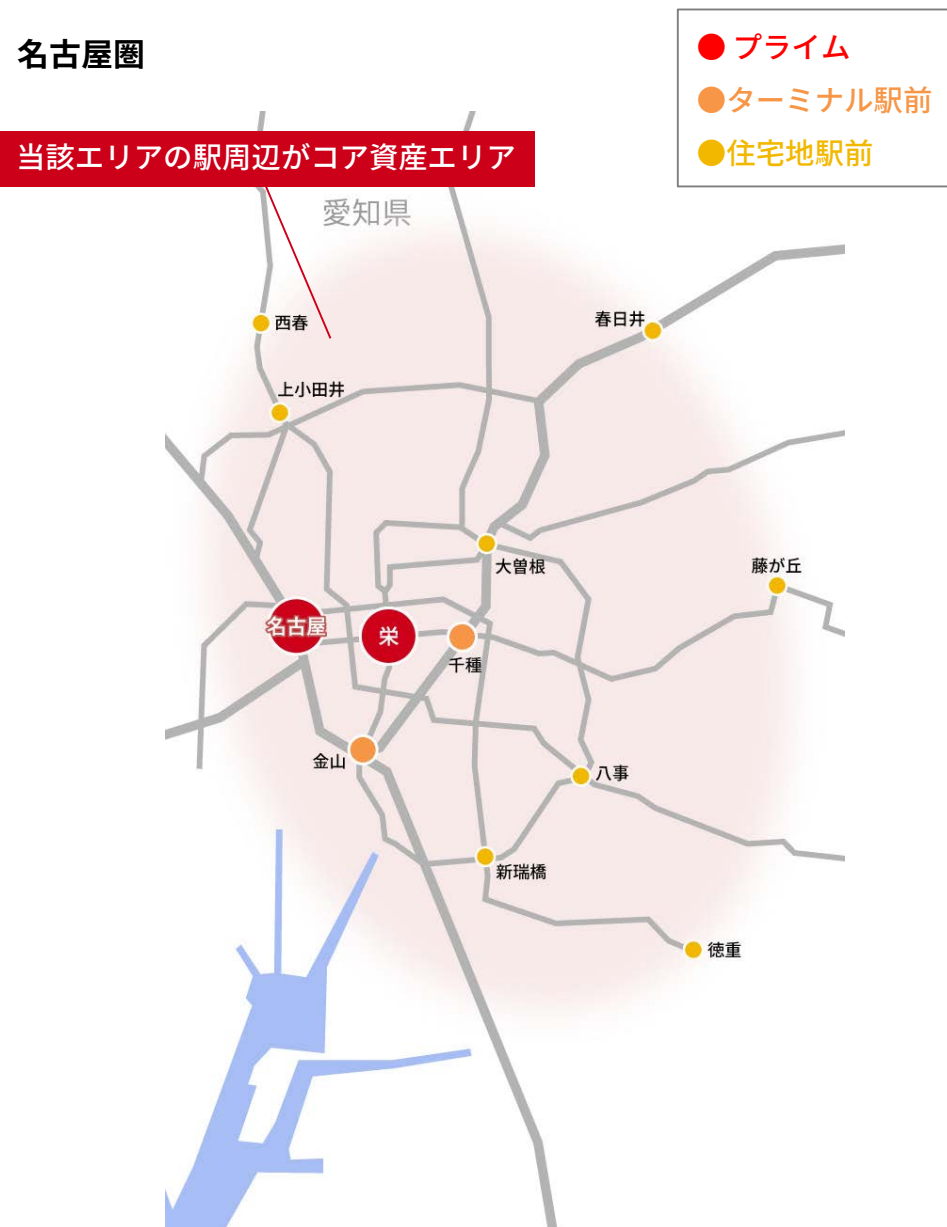 名古屋圏
●プライム
●ターミナル駅前
●住宅地駅前
当該エリアの駅周辺がコア資産エリア
愛知県
西春
春日井
上小田井
大曽根
藤が丘
名古屋
栄
千種
金山
八事
新瑞橋
徳重